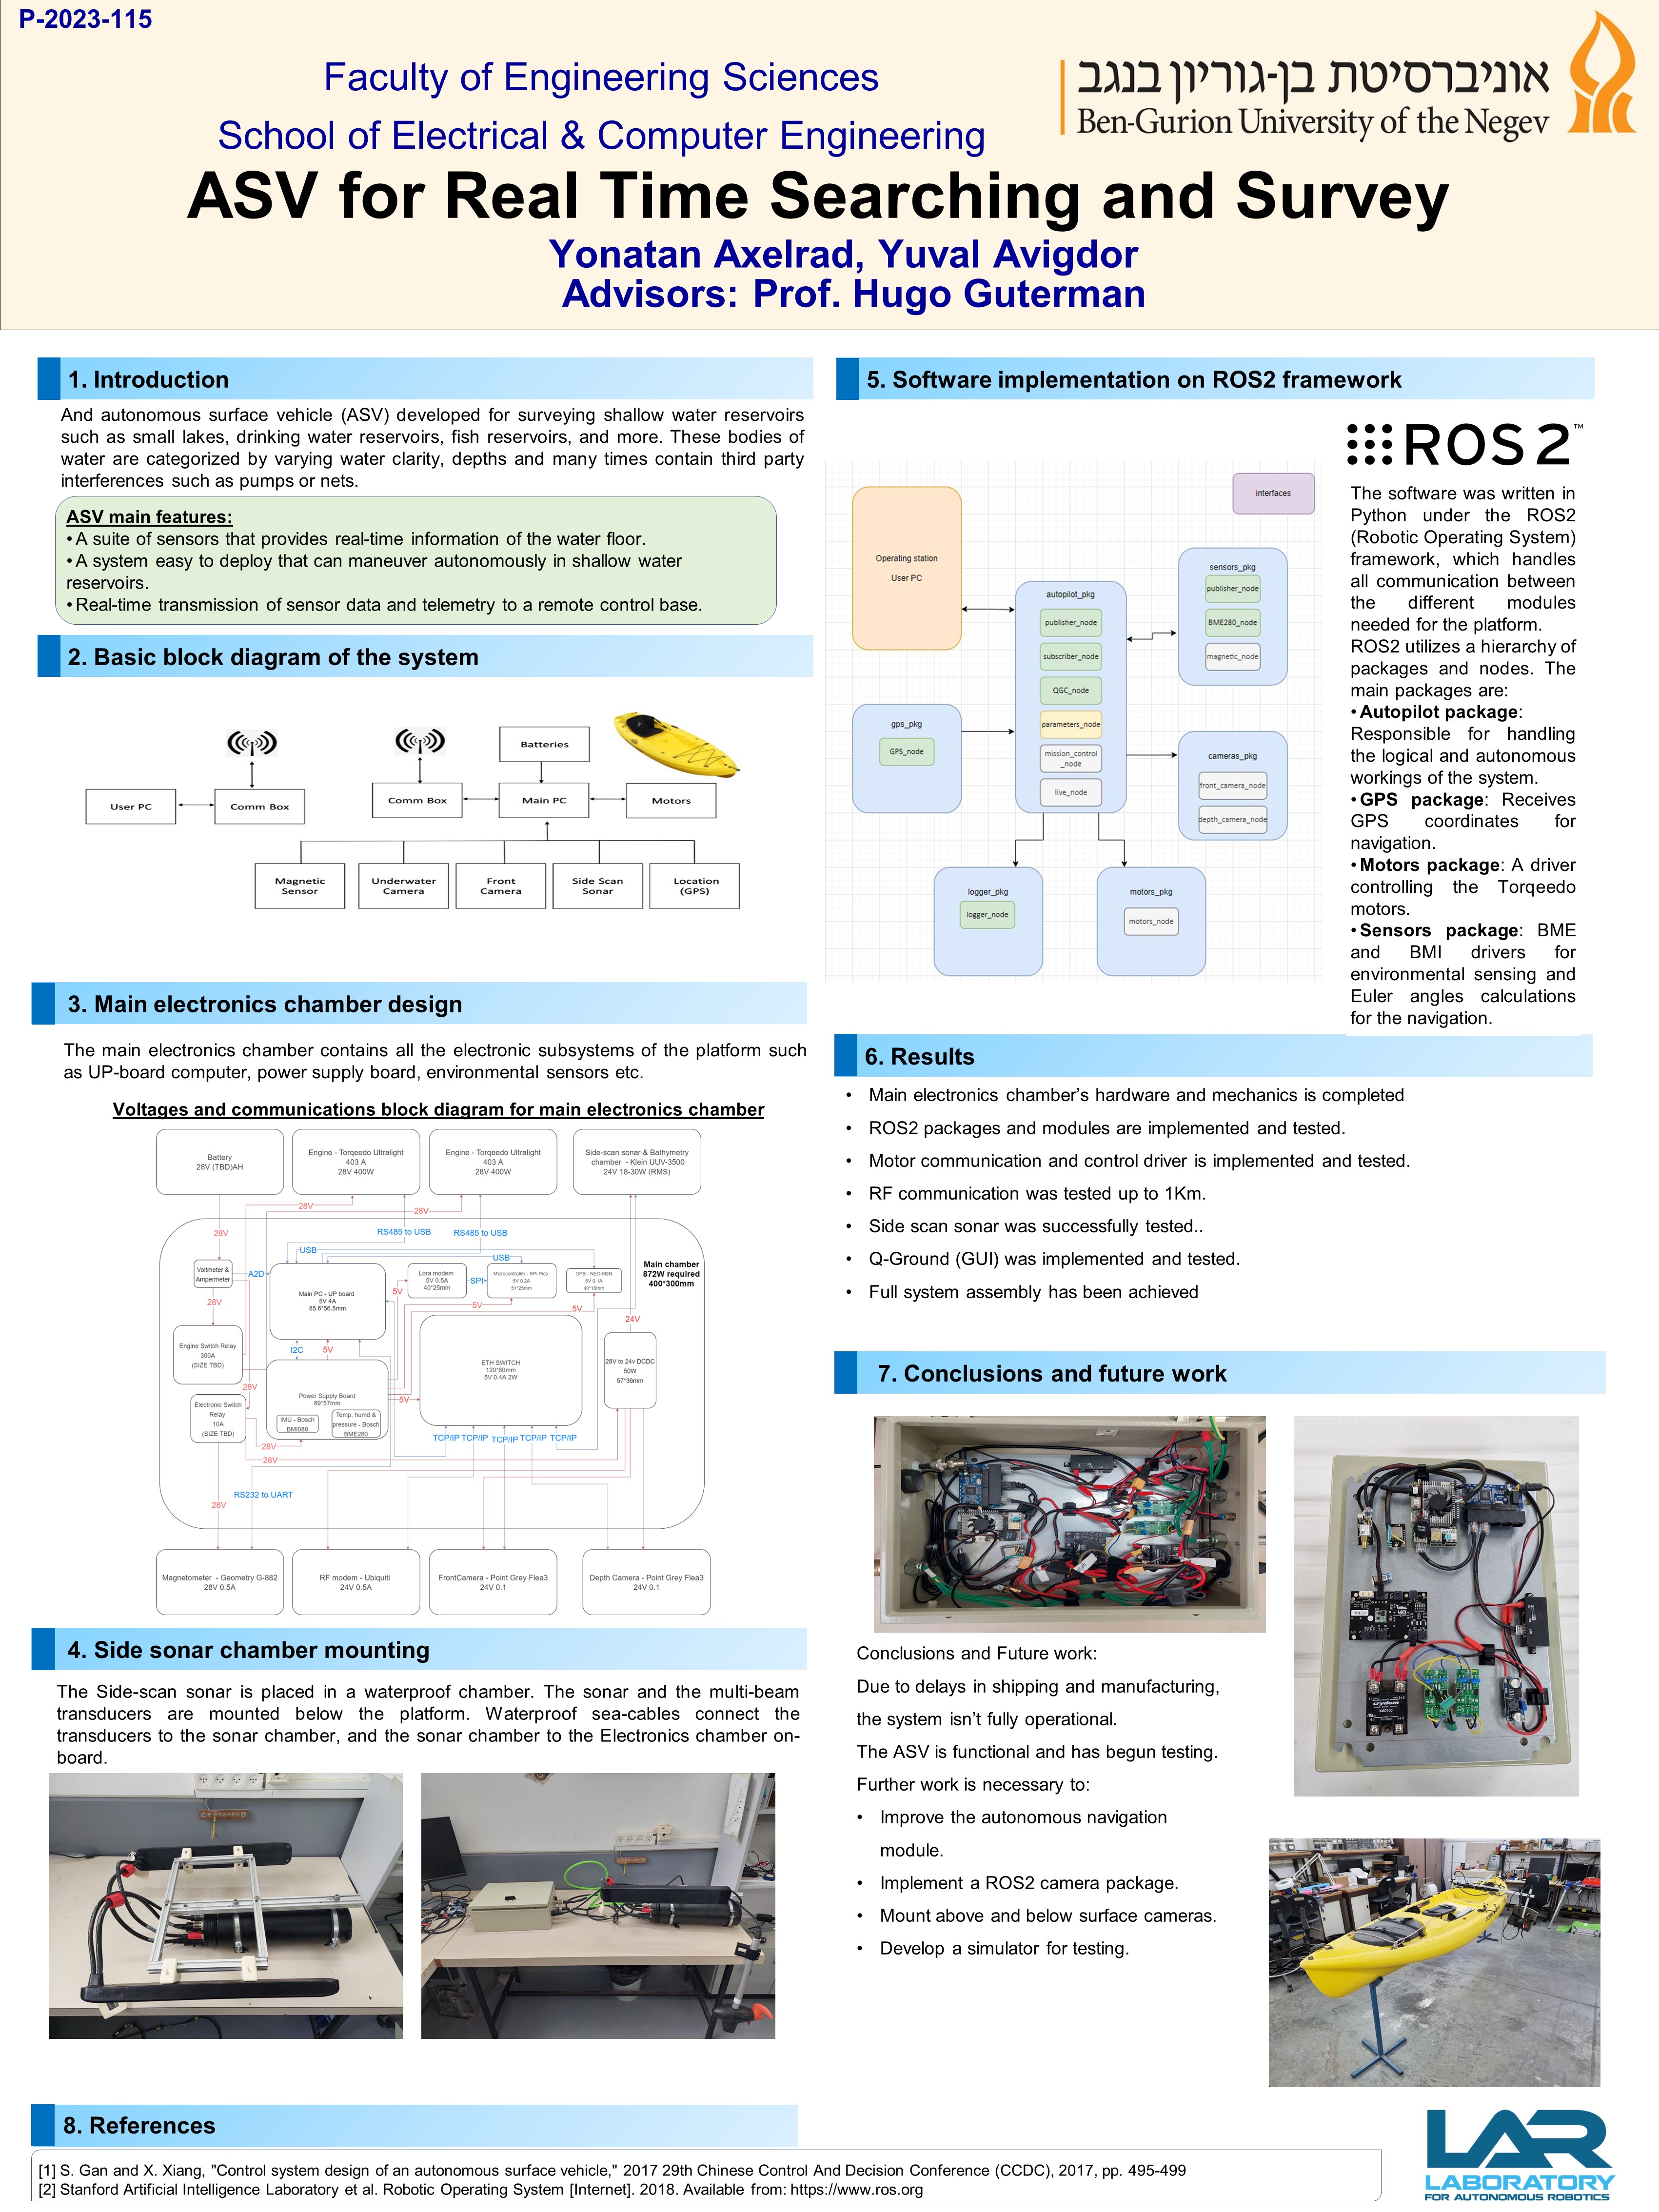 P-2023-115
Faculty of Engineering Sciences
School of Electrical & Computer Engineering
אוניברסיטת בן-גוריון בנגב
Ben-Gurion University of the Negev
ASV for Real Time Searching and Survey
Yonatan Axelrad, Yuval Avigdor
Advisors: Prof. Hugo Guterman
1. Introduction
And autonomous surface vehicle (ASV) developed for surveying shallow water reservoirs
such as small lakes, drinking water reservoirs, fish reservoirs, and more. These bodies of
water are categorized by varying water clarity, depths and many times contain third party
interferences such as pumps or nets.
ASV main features:
• A suite of sensors that provides real-time information of the water floor.
• A system easy to deploy that can maneuver autonomously in shallow water
reservoirs.
• Real-time transmission of sensor data and telemetry to a remote control base.
2. Basic block diagram of the system
Batteries
User PC
Comm Box
Comm Box
Main PC
Motors
Magnetic
Sensor
Underwater
Camera
Front
Camera
Side Scan
Sonar
Location
(GPS)
3. Main electronics chamber design
The main electronics chamber contains all the electronic subsystems of the platform such
as UP-board computer, power supply board, environmental sensors etc.
Voltages and communications block diagram for main electronics chamber
Battery
28V (TBD)AH
Engine - Torqeedo Ultralight
403 A
28V 400W
Engine - Torqeedo Ultralight
403 A
28V 400W
Side-scan sonar & Bathymetry
chamber - Klein UUV-3500
24V 18-30W (RMS)
28V
28V
28V
RS485 to USB
RS485 to USB
USB
USB
Voltmeter &
Ampermeter
A2D
Main PC - UP board
5V 4A
85.6*56.5mm
Lora modem
5V 0.5A
40*25mm
SPI
Microcontroller - RPi Pico
5V 0.2A
51*25mm
GPS - NEO-M8N
5V 0.1A
40*18mm
Main chamber
872W required
400*300mm
28V
5V
5V
5V
24V
Engine Switch Relay
300A
(SIZE TBD)
I2C
5V
ETH SWITCH
120*80mm
5V 0.4A 2W
28V to 24v DCDC
50W
57*36mm
28V
Electronic Switch
Relay
10A
(SIZE TBD)
Power Supply Board
89*57mm
IMU - Bosch
BMI088
Temp, humd &
pressure - Bosch
BME280
5V
28V
28V
TCP/IP TCP/IP TCP/IP TCP/IP TCP/IP
RS232 to UART
28V
Magnetometer - Geometry G-882
28V 0.5A
RF modem - Ubiquiti
24V 0.5A
FrontCamera - Point Grey Flea3
24V 0.1
Depth Camera - Point Grey Flea3
24V 0.1
4. Side sonar chamber mounting
The Side-scan sonar is placed in a waterproof chamber. The sonar and the multi-beam
transducers are mounted below the platform. Waterproof sea-cables connect the
transducers to the sonar chamber, and the sonar chamber to the Electronics chamber on-
board.
5. Software implementation on ROS2 framework
interfaces
Operating station
User PC
autopilot_pkg
publisher_node
subscriber_node
QGC_node
parameters_node
mission_control
_node
live_node
sensors_pkg
publisher_node
BME280_node
magnetic_node
gps_pkg
GPS_node
cameras_pkg
front_camera_node
depth_camera_node
logger_pkg
logger_node
motors_pkg
motors_node
ROS 2™
The software was written in
Python under the ROS2
(Robotic Operating System)
framework, which handles
all communication between
the different modules
needed for the platform.
ROS2 utilizes a hierarchy of
packages and nodes. The
main packages are:
• Autopilot package:
Responsible for handling
the logical and autonomous
workings of the system.
• GPS package: Receives
GPS coordinates for
navigation.
• Motors package: A driver
controlling the Torqeedo
motors.
• Sensors package: BME
and BMI drivers for
environmental sensing and
Euler angles calculations
for the navigation.
6. Results
• Main electronics chamber's hardware and mechanics is completed
• ROS2 packages and modules are implemented and tested.
• Motor communication and control driver is implemented and tested.
• RF communication was tested up to 1Km.
• Side scan sonar was successfully tested..
• Q-Ground (GUI) was implemented and tested.
• Full system assembly has been achieved
7. Conclusions and future work
Conclusions and Future work:
Due to delays in shipping and manufacturing,
the system isn't fully operational.
The ASV is functional and has begun testing.
Further work is necessary to:
• Improve the autonomous navigation
module.
• Implement a ROS2 camera package.
• Mount above and below surface cameras.
• Develop a simulator for testing.
8. References
[1] S. Gan and X. Xiang, "Control system design of an autonomous surface vehicle," 2017 29th Chinese Control And Decision Conference (CCDC), 2017, pp. 495-499
[2] Stanford Artificial Intelligence Laboratory et al. Robotic Operating System [Internet]. 2018. Available from: https://www.ros.org
LAR
LABORATORY
FOR AUTONOMOUS ROBOTICS